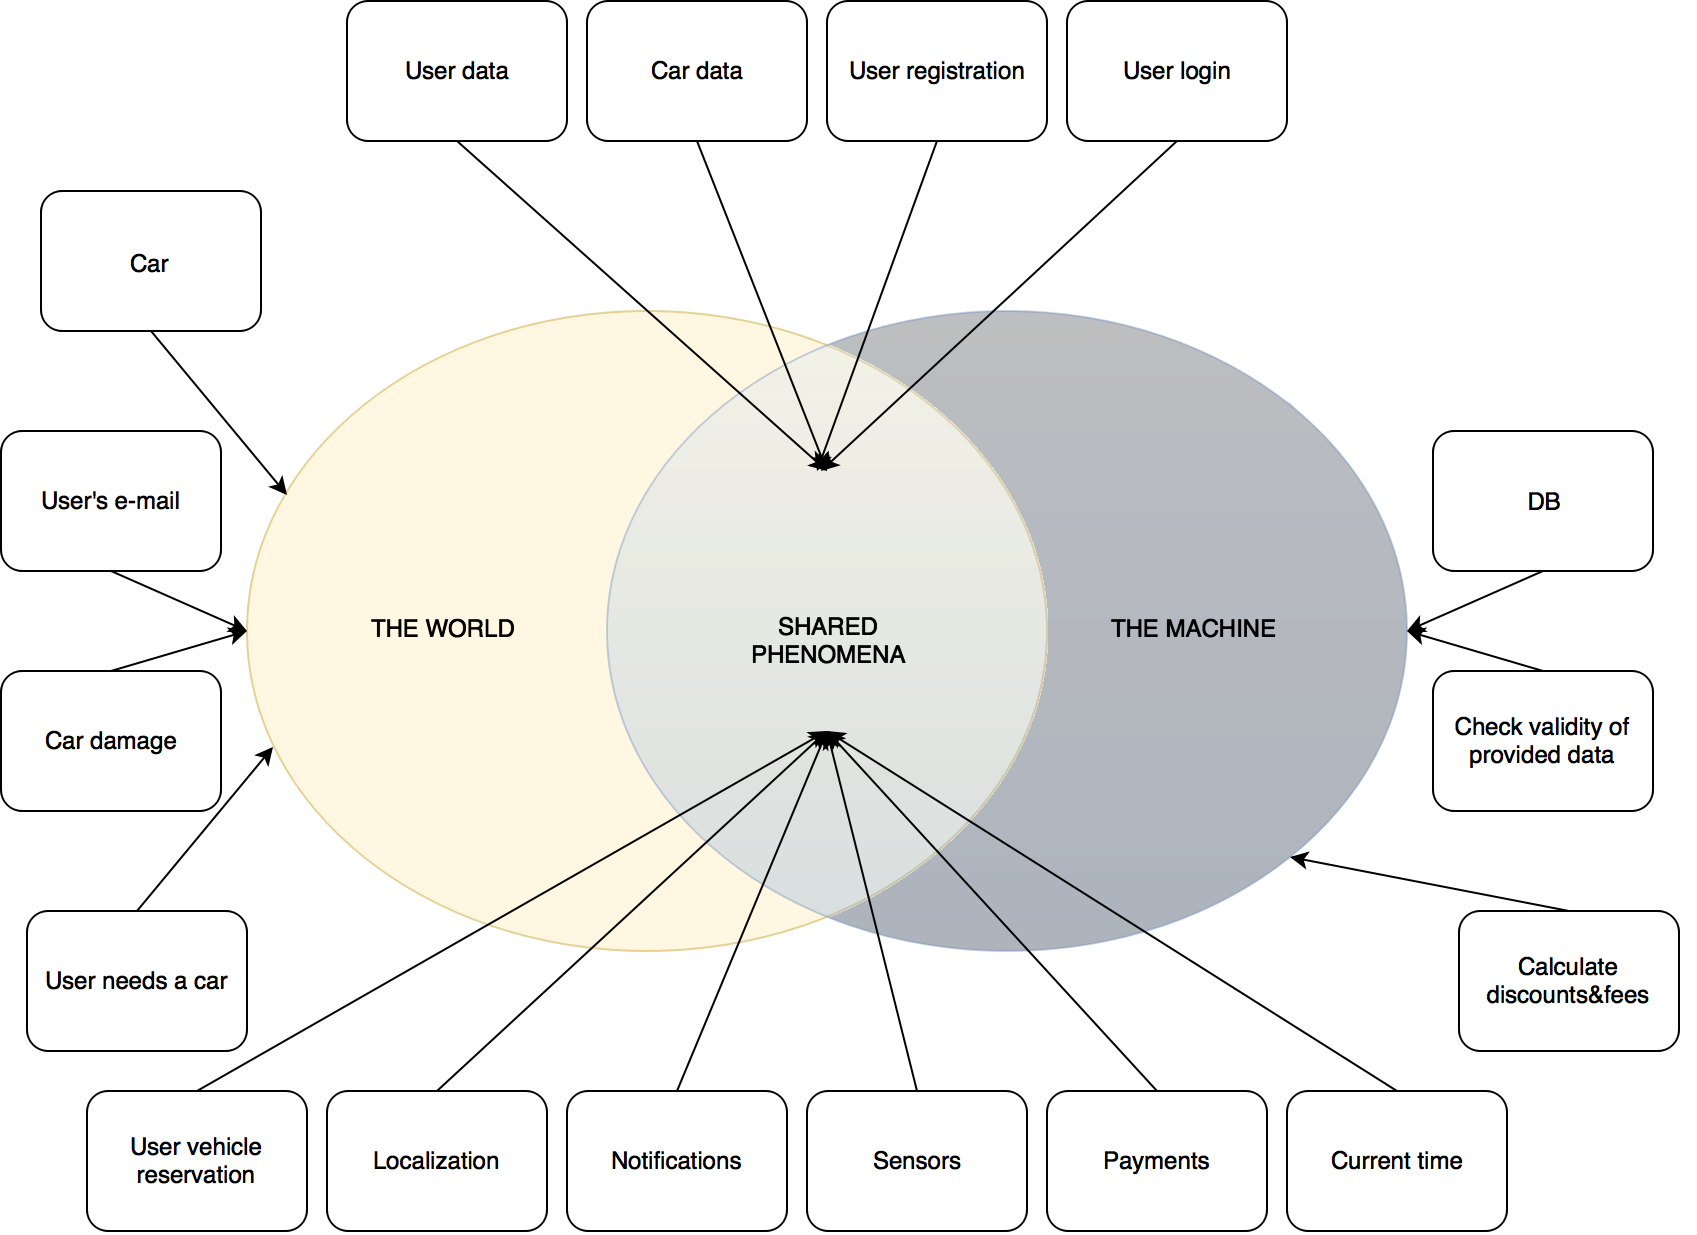 User data
Car data
User registration
User login
Car
User's e-mail
DB
THE WORLD
SHARED
PHENOMENA
THE MACHINE
Car damage
Check validity of
provided data
User needs a car
Calculate
discounts&fees
User vehicle
reservation
Localization
Notifications
Sensors
Payments
Current time